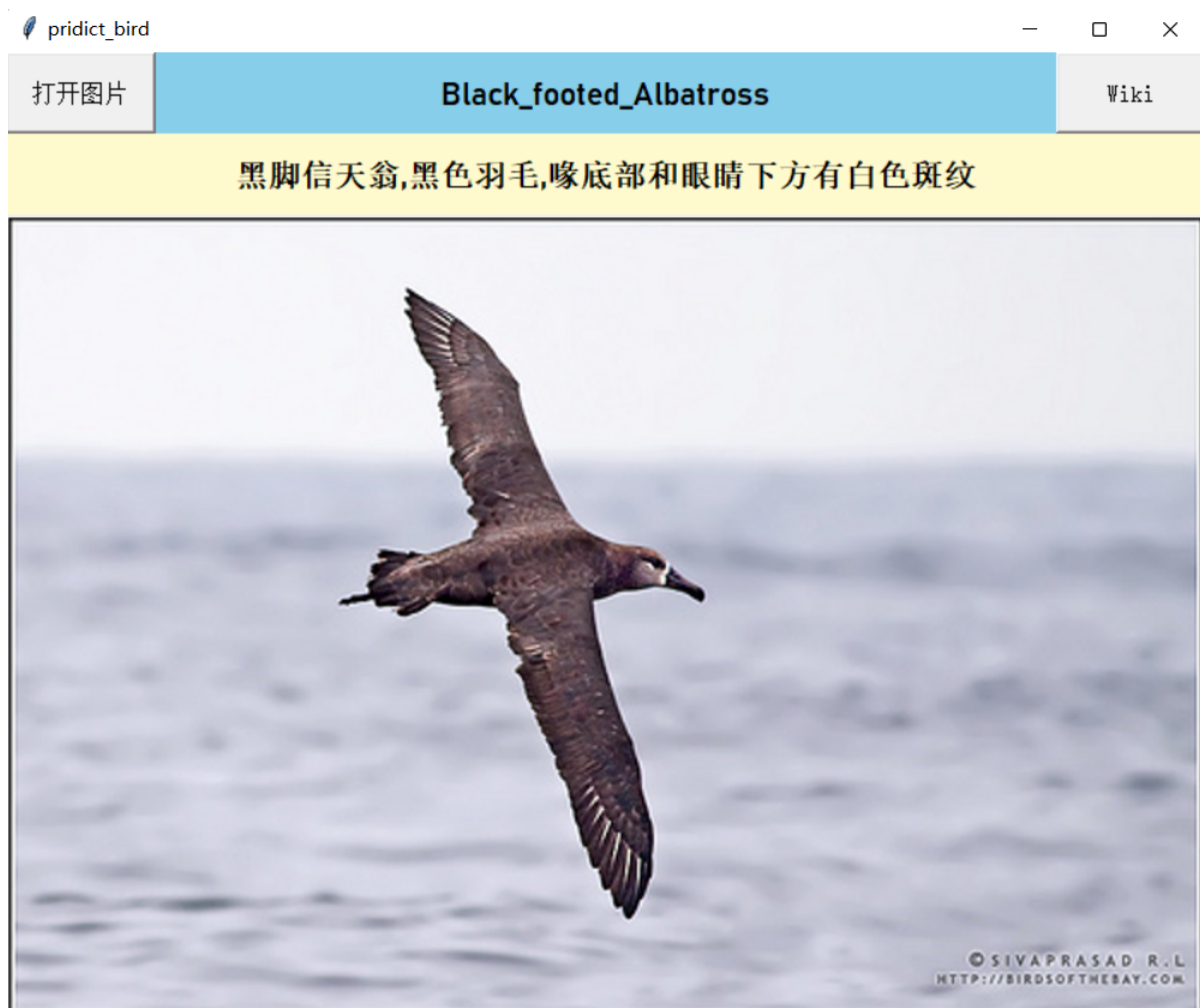 pridict_bird
打开图片
Black_footed_Albatross
Wiki
黑脚信天翁,黑色羽毛,喙底部和眼睛下方有白色斑纹
©SIVAPRASAD R.L
HTTP://BIRDSOFTHEBAY.COM